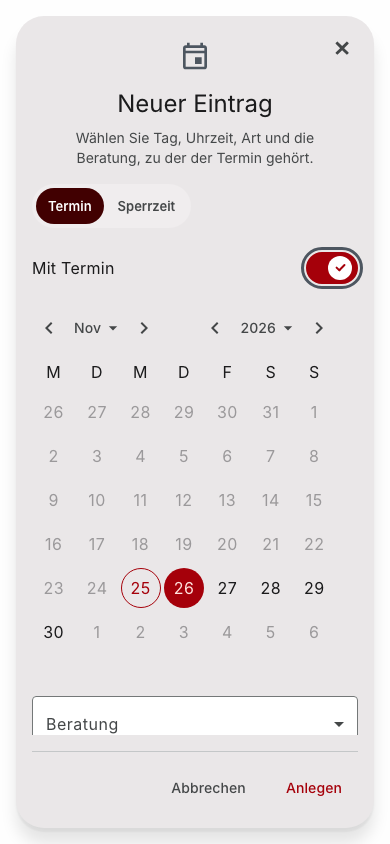 Neuer Eintrag
Wählen Sie Tag, Uhrzeit, Art und die
Beratung, zu der der Termin gehört.
Termin Sperrzeit
Mit Termin
Nov 2026
M D M D F S S
26 27 28 29 30 31 1
2 3 4 5 6 7 8
9 10 11 12 13 14 15
16 17 18 19 20 21 22
23 24 25 26 27 28 29
30 1 2 3 4 5 6
Beratung
Abbrechen Anlegen